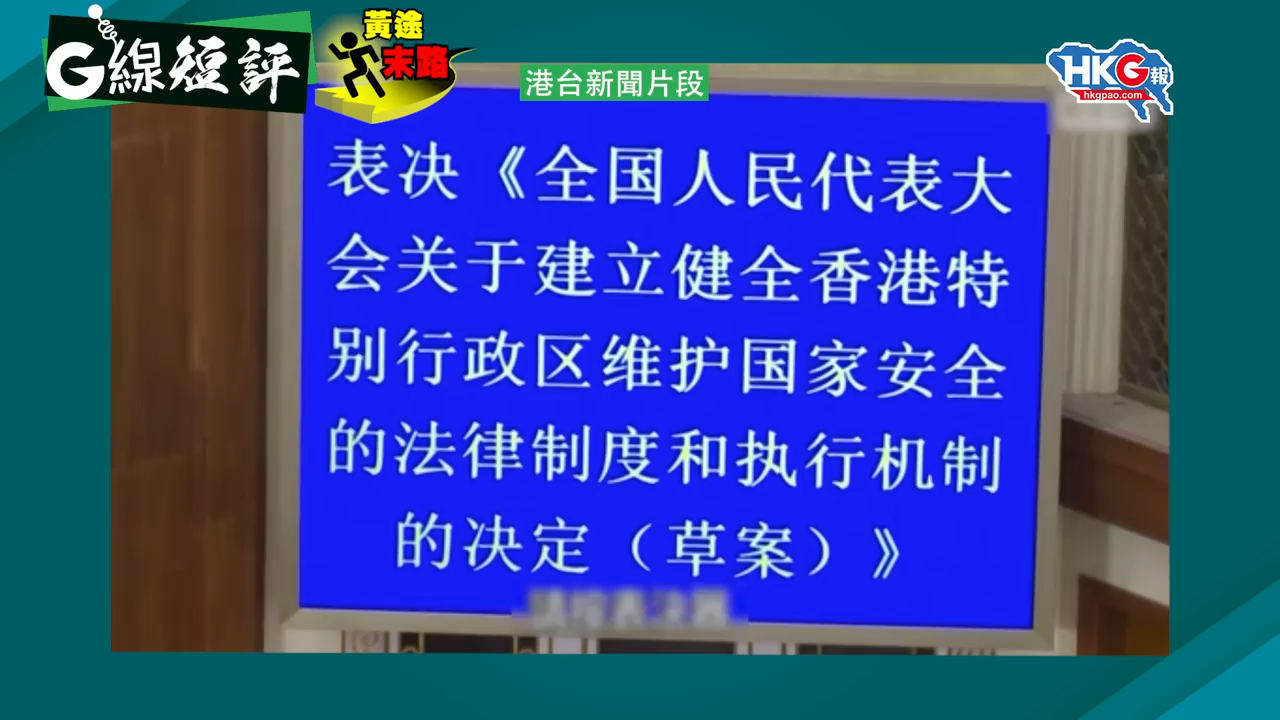 G線短評
黃途
末路
港台新聞片段
HKG報
hkgpao.com
表决《全国人民代表大
会关于建立健全香港特
别行政区维护国家安全
的法律制度和执行机制
的决定（草案）》